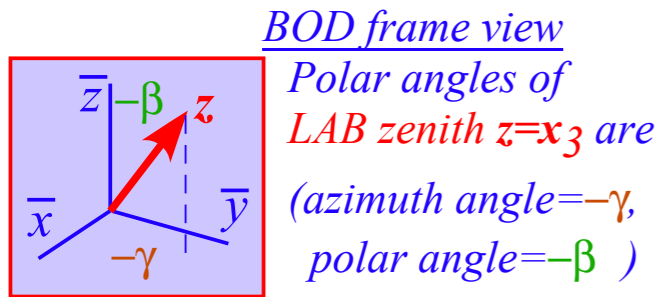 BOD frame view
z̅ −β z
x̅ y̅
−γ
Polar angles of
LAB zenith z=x₃ are
(azimuth angle=−γ,
polar angle=−β )